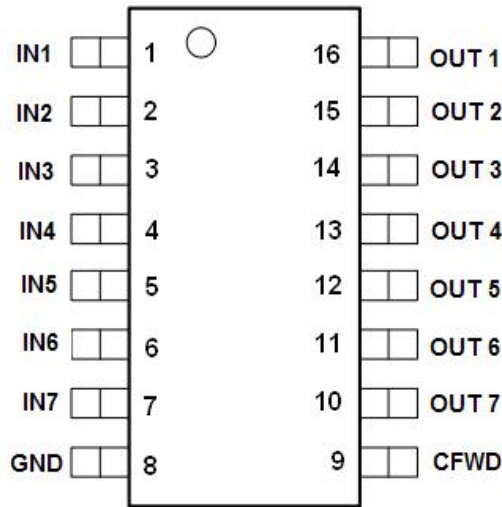 IN1 1 16 OUT 1
IN2 2 15 OUT 2
IN3 3 14 OUT 3
IN4 4 13 OUT 4
IN5 5 12 OUT 5
IN6 6 11 OUT 6
IN7 7 10 OUT 7
GND 8 9 CFWD